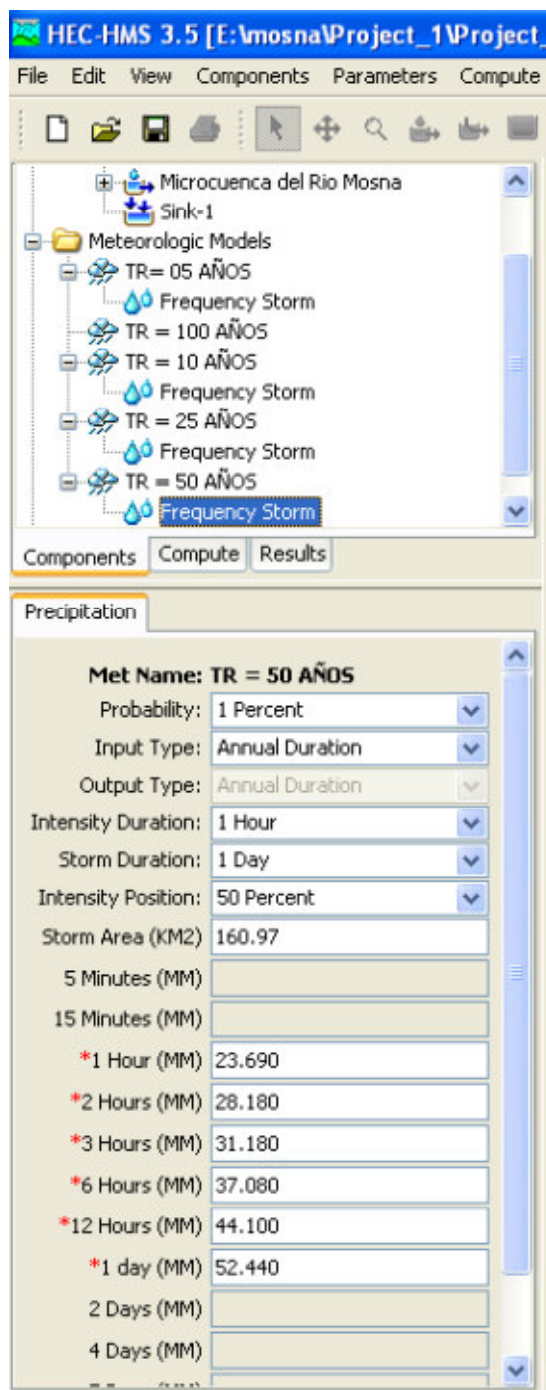 HEC-HMS 3.5 [E:\mosna\Project_1\Project_
File Edit View Components Parameters Compute
Microcuenca del Rio Mosna
Sink-1
Meteorologic Models
TR= 05 AÑOS
Frequency Storm
TR = 100 AÑOS
TR = 10 AÑOS
Frequency Storm
TR = 25 AÑOS
Frequency Storm
TR = 50 AÑOS
Frequency Storm
Components Compute Results
Precipitation
Met Name: TR = 50 AÑOS
Probability: 1 Percent
Input Type: Annual Duration
Output Type: Annual Duration
Intensity Duration: 1 Hour
Storm Duration: 1 Day
Intensity Position: 50 Percent
Storm Area (KM2) 160.97
5 Minutes (MM)
15 Minutes (MM)
*1 Hour (MM) 23.690
*2 Hours (MM) 28.180
*3 Hours (MM) 31.180
*6 Hours (MM) 37.080
*12 Hours (MM) 44.100
*1 day (MM) 52.440
2 Days (MM)
4 Days (MM)